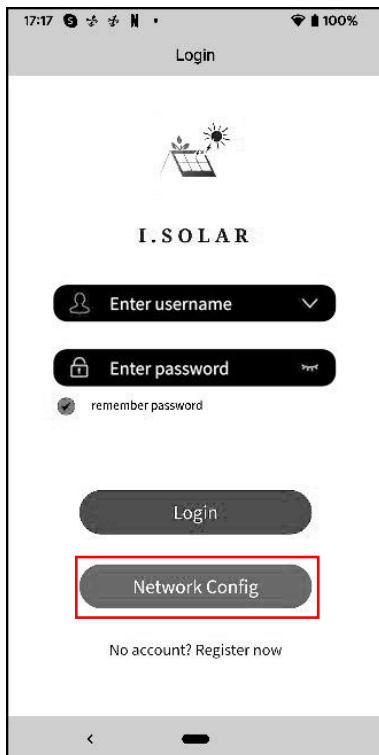 17:17 100%
Login
I.SOLAR
Enter username
Enter password
remember password
Login
Network Config
No account? Register now